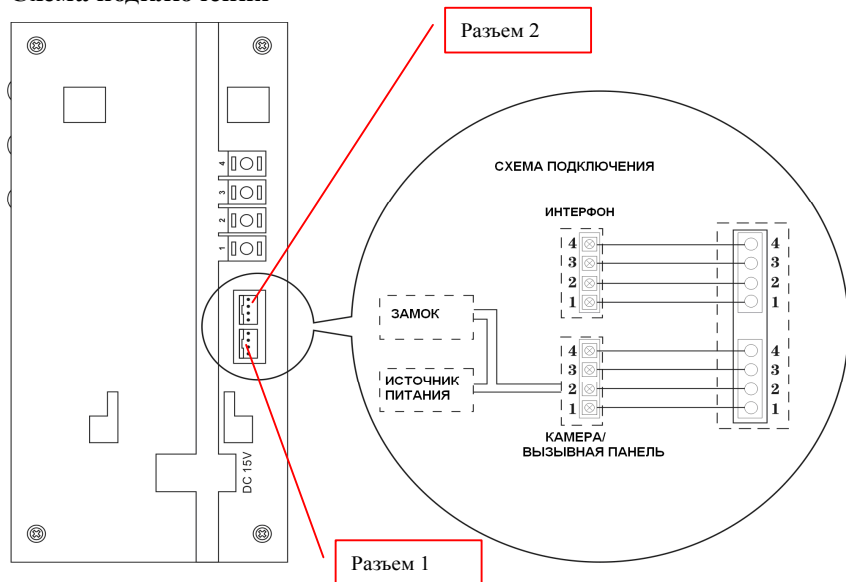 Схема подключения
Разъем 2
4
3
2
1
DC 15V
СХЕМА ПОДКЛЮЧЕНИЯ
ИНТЕРФОН
4 4
3 3
2 2
1 1
ЗАМОК
ИСТОЧНИК
ПИТАНИЯ
4 4
3 3
2 2
1 1
КАМЕРА/
ВЫЗЫВНАЯ ПАНЕЛЬ
Разъем 1